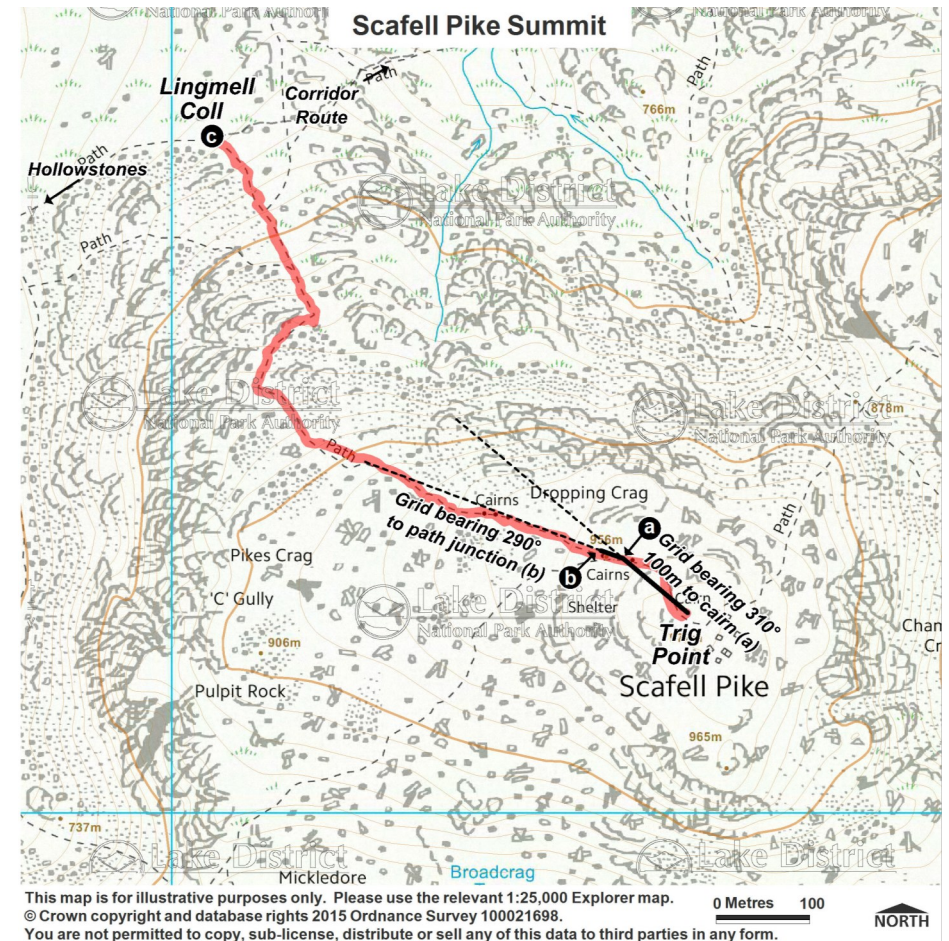 Scafell Pike Summit
Lingmell
Coll
c
Corridor
Route
Path
Path
766m
Path
Hollowstones
Path
Lake District
National Park Authority
Lake District
National Park Authority
Lake District
National Park Authority
878m
Path
Cairns
Dropping Crag
Grid bearing 290°
to path junction (b)
956m
a
Grid bearing 310°
100m to cairn (a)
Path
b
Cairns
Shelter
Pikes Crag
'C' Gully
906m
Pulpit Rock
Lake District
National Park Authority
Trig
Point
Scafell Pike
965m
737m
Lake District
Lake District
Mickledore
Broadcrag
This map is for illustrative purposes only. Please use the relevant 1:25,000 Explorer map.
© Crown copyright and database rights 2015 Ordnance Survey 100021698.
You are not permitted to copy, sub-license, distribute or sell any of this data to third parties in any form.
0 Metres 100
NORTH